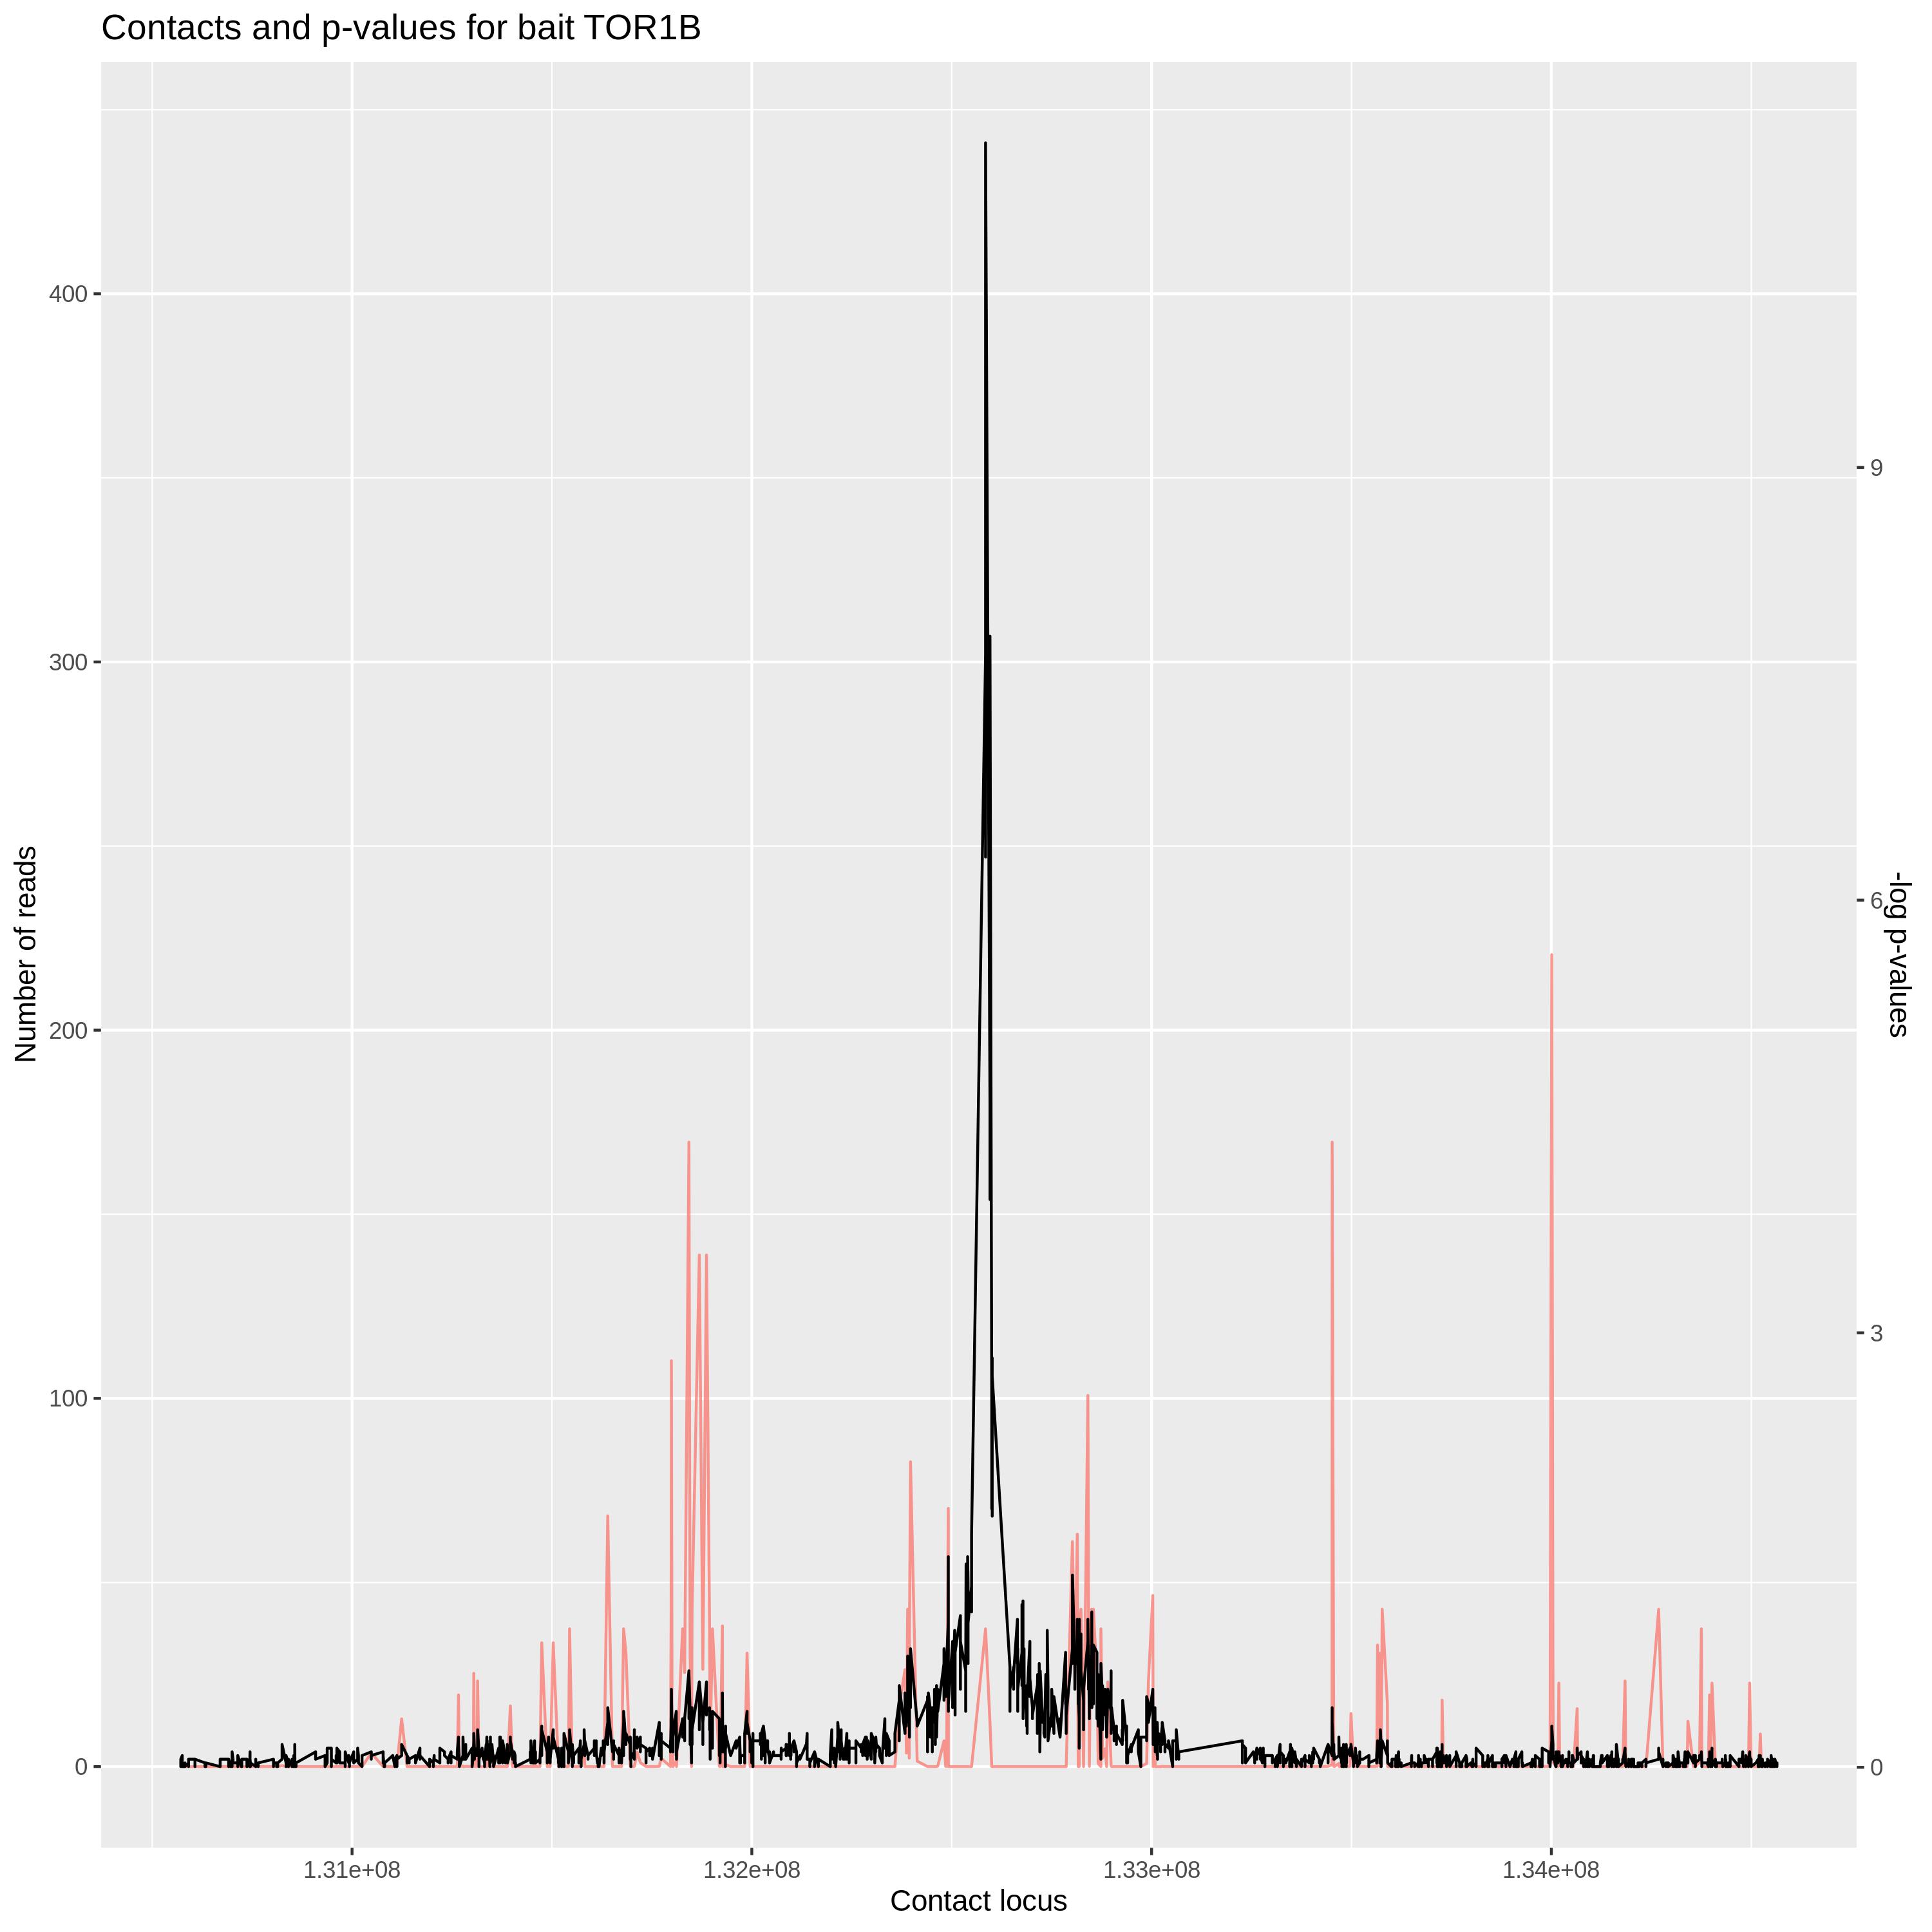 Contacts and p-values for bait TOR1B
Number of reads
400
300
200
100
0
9
6
3
0
-log p-values
1.31e+08 1.32e+08 1.33e+08 1.34e+08
Contact locus